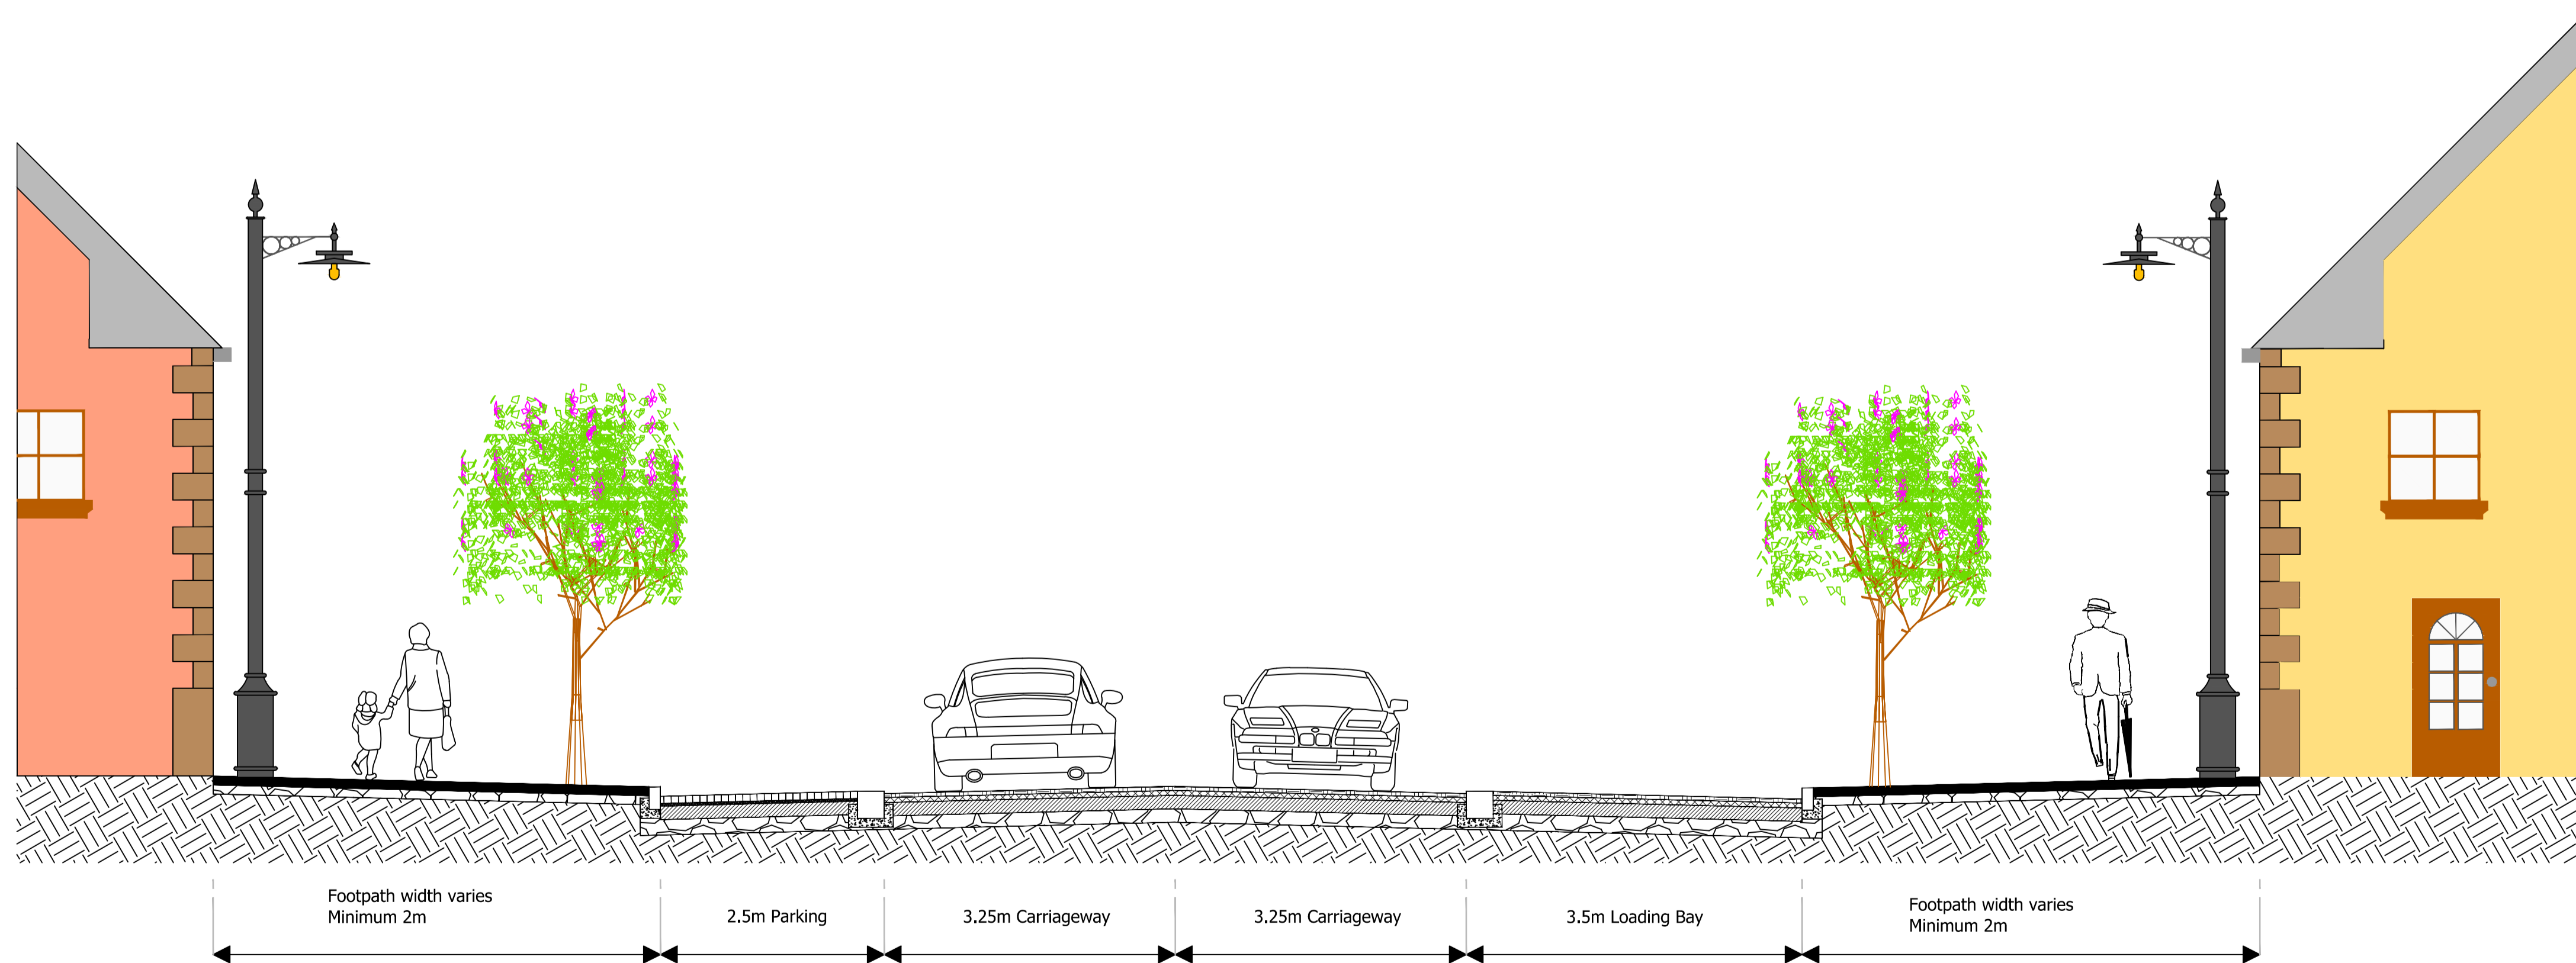 Footpath width varies
Minimum 2m
2.5m Parking
3.25m Carriageway
3.25m Carriageway
3.5m Loading Bay
Footpath width varies
Minimum 2m